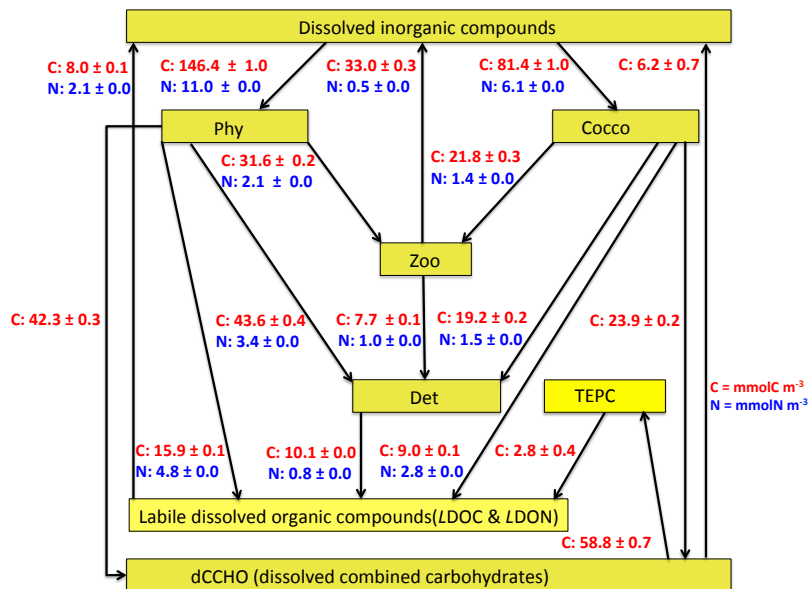 Dissolved inorganic compounds
C: 8.0 ± 0.1
N: 2.1 ± 0.0
C: 146.4 ± 1.0
N: 11.0 ± 0.0
C: 33.0 ± 0.3
N: 0.5 ± 0.0
C: 81.4 ± 1.0
N: 6.1 ± 0.0
C: 6.2 ± 0.7
Phy
Cocco
C: 31.6 ± 0.2
N: 2.1 ± 0.0
C: 21.8 ± 0.3
N: 1.4 ± 0.0
Zoo
C: 42.3 ± 0.3
C: 43.6 ± 0.4
N: 3.4 ± 0.0
C: 7.7 ± 0.1
N: 1.0 ± 0.0
C: 19.2 ± 0.2
N: 1.5 ± 0.0
C: 23.9 ± 0.2
C = mmolC m⁻³
N = mmolN m⁻³
Det
TEPC
C: 15.9 ± 0.1
N: 4.8 ± 0.0
C: 10.1 ± 0.0
N: 0.8 ± 0.0
C: 9.0 ± 0.1
N: 2.8 ± 0.0
C: 2.8 ± 0.4
Labile dissolved organic compounds(LDOC & LDON)
C: 58.8 ± 0.7
dCCHO (dissolved combined carbohydrates)